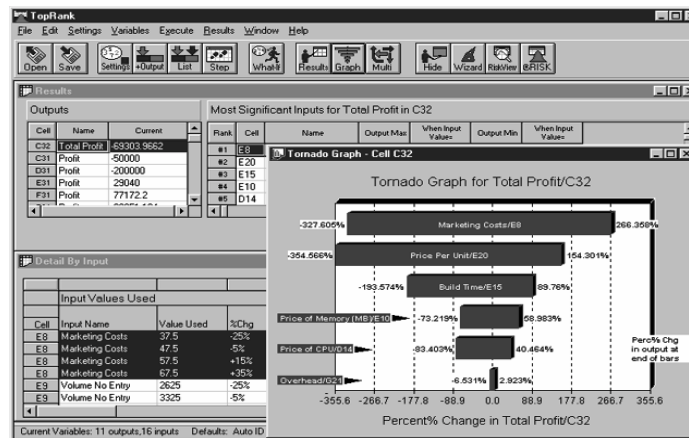 TopRank
File Edit Settings Variables Execute Results Window Help
Open Save Settings +Output List Step What-If Results Graph Multi Hide Wizard RiskView @RISK
Results
Outputs
Cell Name Current
C32 Total Profit -69303.9662
C31 Profit -50000
D31 Profit -200000
E31 Profit 29040
F31 Profit 77172.2
Most Significant Inputs for Total Profit in C32
Rank Cell Name Output Max When Input Value= Output Min When Input Value=
#1 E8
#2 E20
#3 E15
#4 E10
#5 D14
Tornado Graph - Cell C32
Tornado Graph for Total Profit/C32
-327.605% Marketing Costs/E8 266.358%
-354.566% Price Per Unit/E20 154.301%
-193.574% Build Time/E15 89.76%
Price of Memory (MB)/E10 -73.219% 58.983%
Price of CPU/D14 -83.403% 40.464%
Overhead/G21 -6.531% 2.923%
Perc% Chg
in output at
end of bars
-355.6 -266.7 -177.8 -88.9 0.0 88.9 177.8 266.7 355.6
Percent% Change in Total Profit/C32
Detail By Input
Input Values Used
Cell Input Name Value Used %Chg
E8 Marketing Costs 37.5 -25%
E8 Marketing Costs 47.5 -5%
E8 Marketing Costs 57.5 +15%
E8 Marketing Costs 67.5 +35%
E9 Volume No Entry 2625 -25%
E9 Volume No Entry 3325 -5%
Current Variables: 11 outputs,16 inputs Defaults: Auto ID